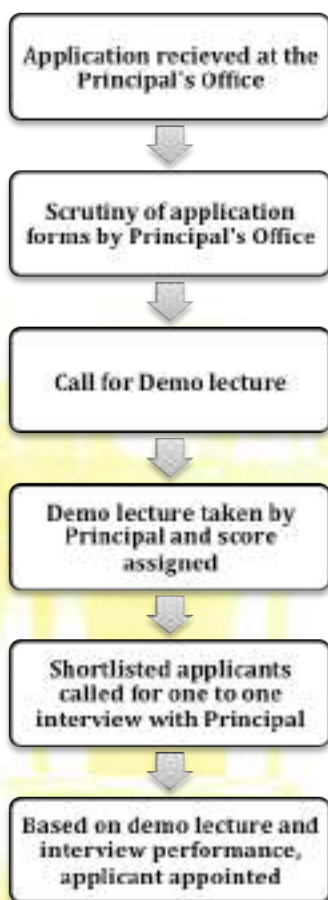 Application recieved at the
Principal's Office
Scrutiny of application
forms by Principal's Office
Call for Demo lecture
Demo lecture taken by
Principal and score
assigned
Shortlisted applicants
called for one to one
interview with Principal
Based on demo lecture and
interview performance,
applicant appointed